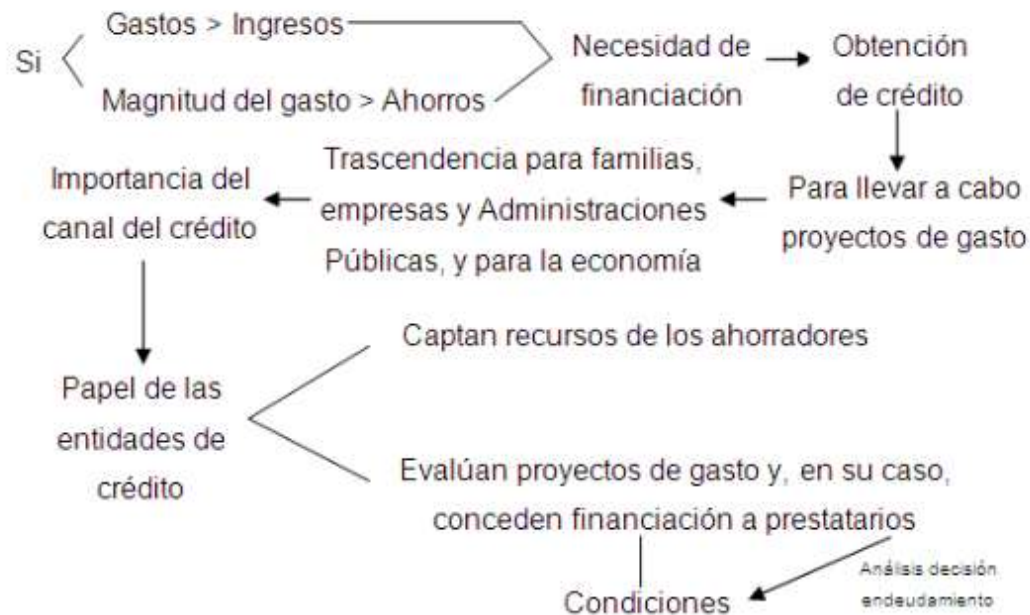 Si
Gastos > Ingresos
Magnitud del gasto > Ahorros
Necesidad de
financiación
Obtención
de crédito
Para llevar a cabo
proyectos de gasto
Trascendencia para familias,
empresas y Administraciones
Públicas, y para la economía
Importancia del
canal del crédito
Papel de las
entidades de
crédito
Captan recursos de los ahorradores
Evalúan proyectos de gasto y, en su caso,
conceden financiación a prestatarios
Análisis decisión
endeudamiento
Condiciones